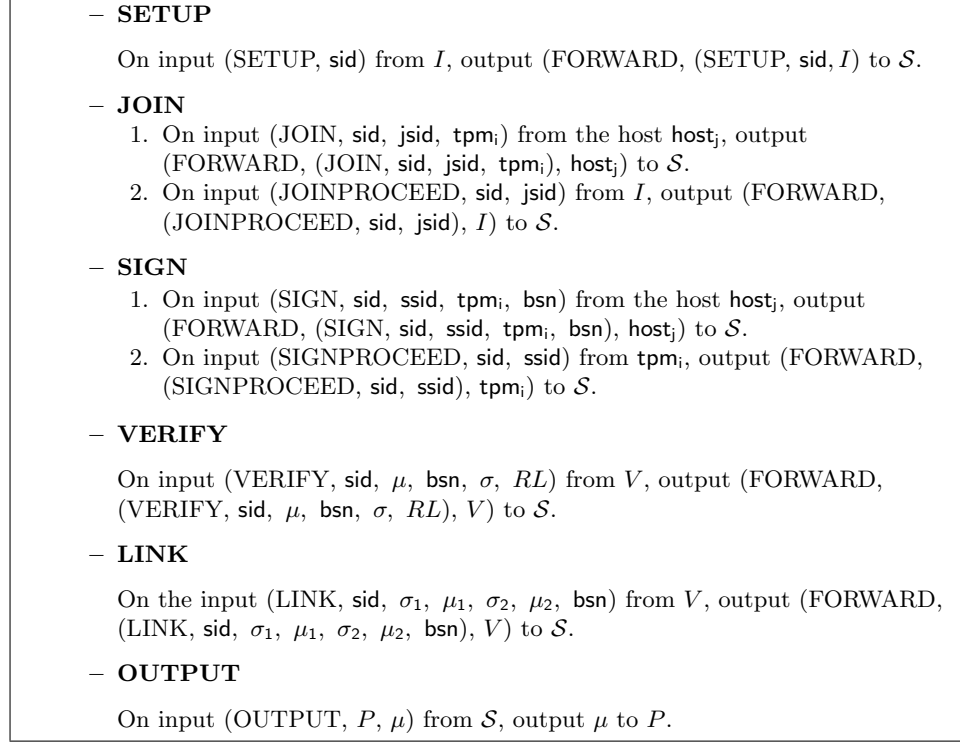 – SETUP
On input (SETUP, sid) from I, output (FORWARD, (SETUP, sid, I) to S.
– JOIN
1. On input (JOIN, sid, jsid, tpmᵢ) from the host hostⱼ, output
(FORWARD, (JOIN, sid, jsid, tpmᵢ), hostⱼ) to S.
2. On input (JOINPROCEED, sid, jsid) from I, output (FORWARD,
(JOINPROCEED, sid, jsid), I) to S.
– SIGN
1. On input (SIGN, sid, ssid, tpmᵢ, bsn) from the host hostⱼ, output
(FORWARD, (SIGN, sid, ssid, tpmᵢ, bsn), hostⱼ) to S.
2. On input (SIGNPROCEED, sid, ssid) from tpmᵢ, output (FORWARD,
(SIGNPROCEED, sid, ssid), tpmᵢ) to S.
– VERIFY
On input (VERIFY, sid, μ, bsn, σ, RL) from V, output (FORWARD,
(VERIFY, sid, μ, bsn, σ, RL), V) to S.
– LINK
On the input (LINK, sid, σ₁, μ₁, σ₂, μ₂, bsn) from V, output (FORWARD,
(LINK, sid, σ₁, μ₁, σ₂, μ₂, bsn), V) to S.
– OUTPUT
On input (OUTPUT, P, μ) from S, output μ to P.